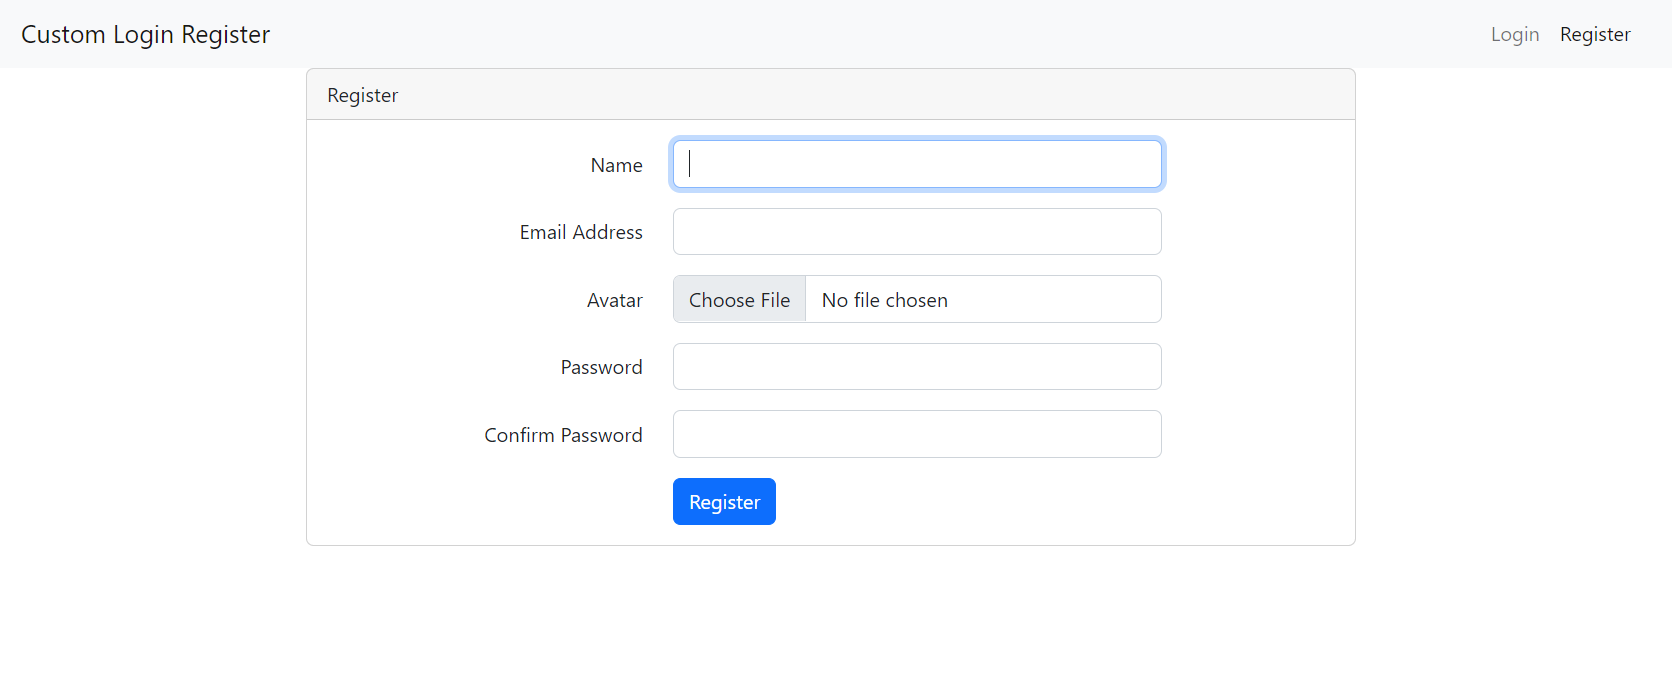 Custom Login Register Login Register
Register
Name
Email Address
Avatar Choose File No file chosen
Password
Confirm Password
Register